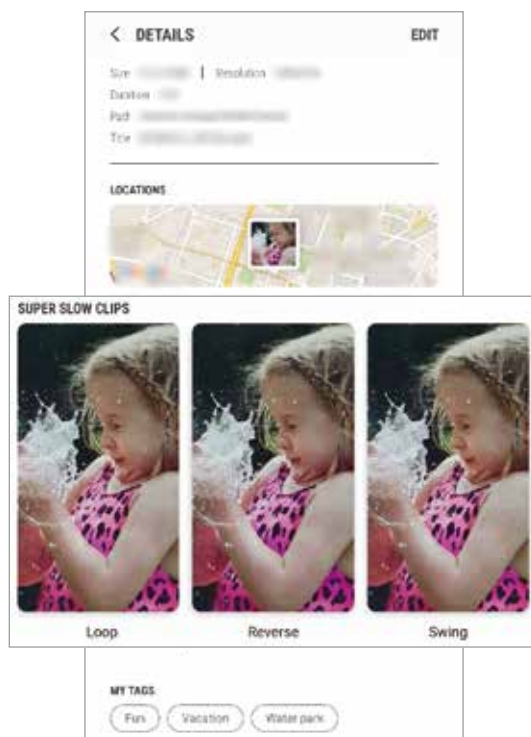 DETAILS EDIT
Size | Resolution
Duration
Path
Title
LOCATIONS
SUPER SLOW CLIPS
Loop Reverse Swing
MY TAGS
Fun Vacation Water park